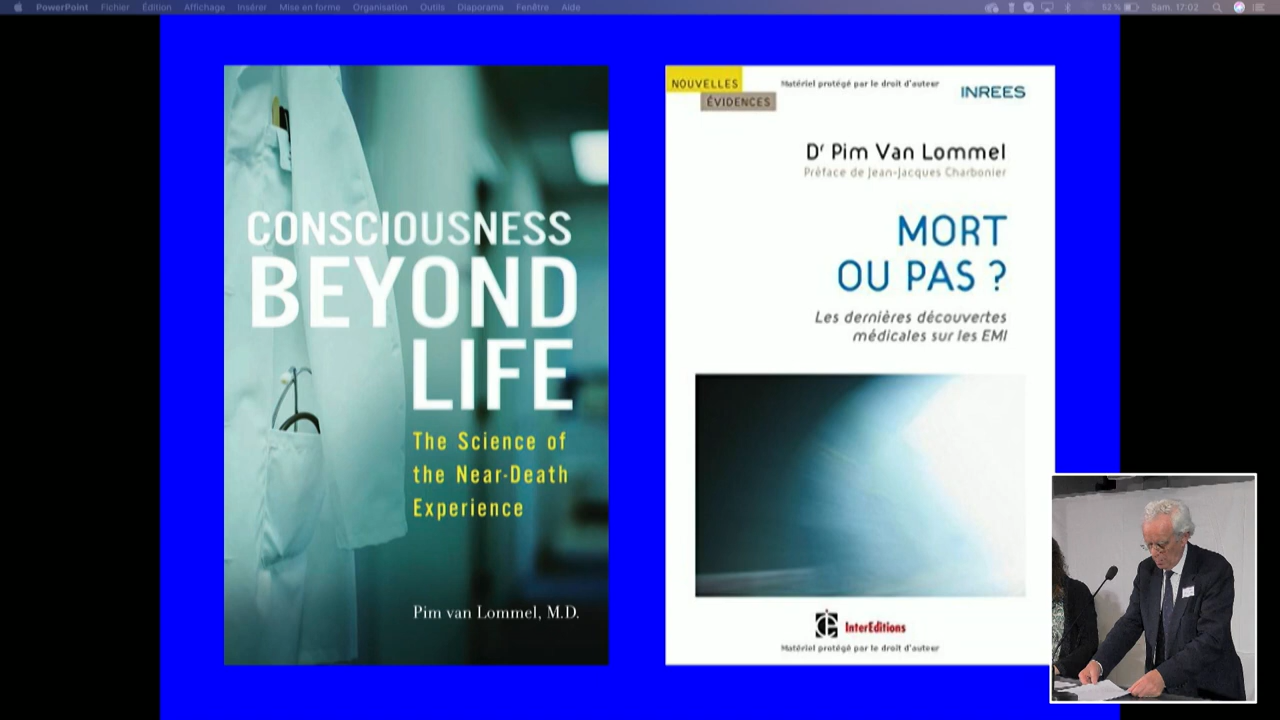 PowerPoint Fichier Édition Affichage Insérer Mise en forme Organisation Outils Diaporama Fenêtre Aide
62 % Sam. 17:02
CONSCIOUSNESS
BEYOND
LIFE
The Science of
the Near-Death
Experience
Pim van Lommel, M.D.
NOUVELLES
ÉVIDENCES
Matériel protégé par le droit d'auteur
INREES
Dr Pim Van Lommel
Préface de Jean-Jacques Charbonier
MORT
OU PAS ?
Les dernières découvertes
médicales sur les EMI
InterEditions
Matériel protégé par le droit d'auteur